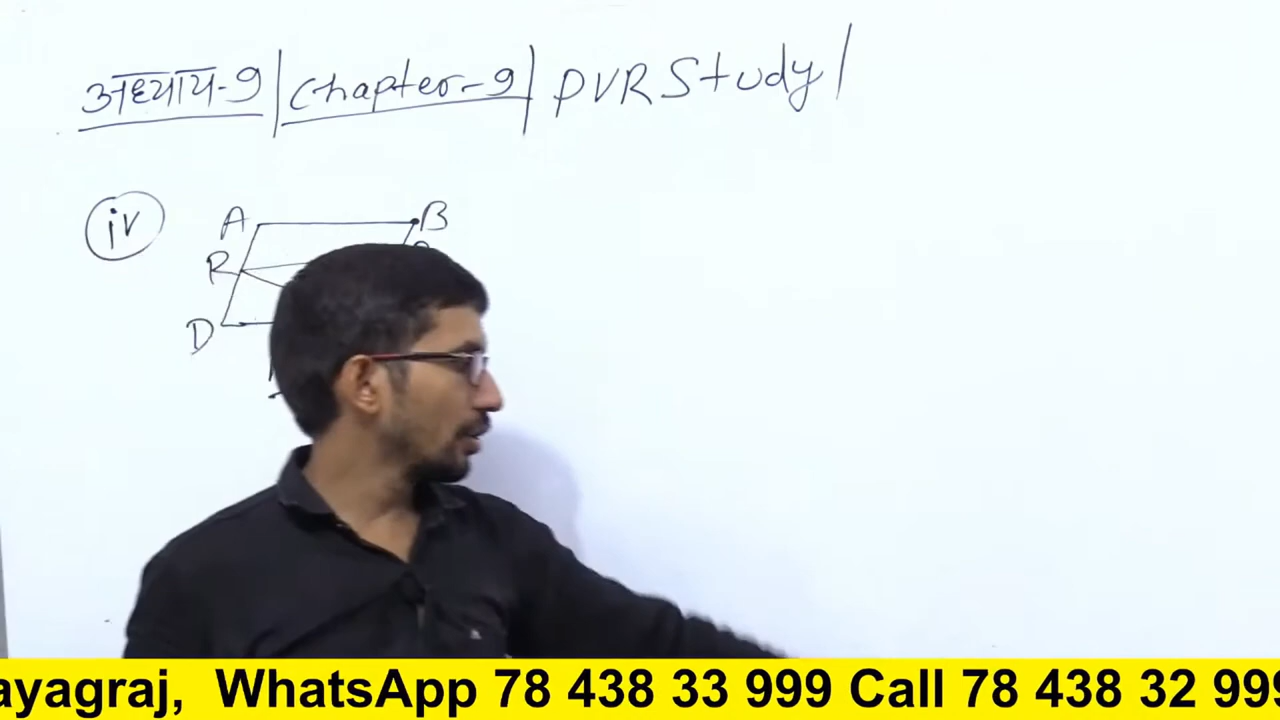 अध्याय-9 | Chapter-9 | PVR Study |
iv
A B
R
D
ayagraj, WhatsApp 78 438 33 999 Call 78 438 32 999